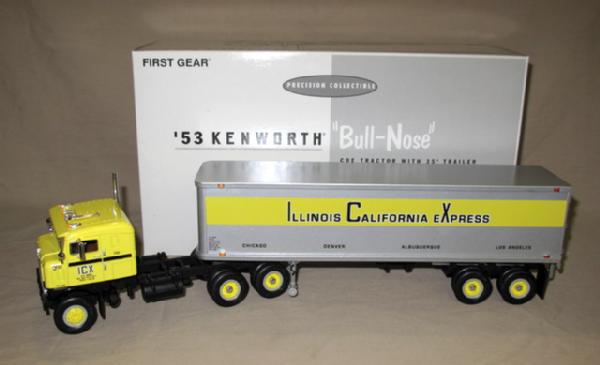 FIRST GEAR®
PRECISION COLLECTIBLE
'53 KENWORTH® "Bull-Nose"
COE TRACTOR WITH 35' TRAILER
ILLINOIS CALIFORNIA EXPRESS
CHICAGO DENVER ALBUQUERQUE LOS ANGELES
ICX